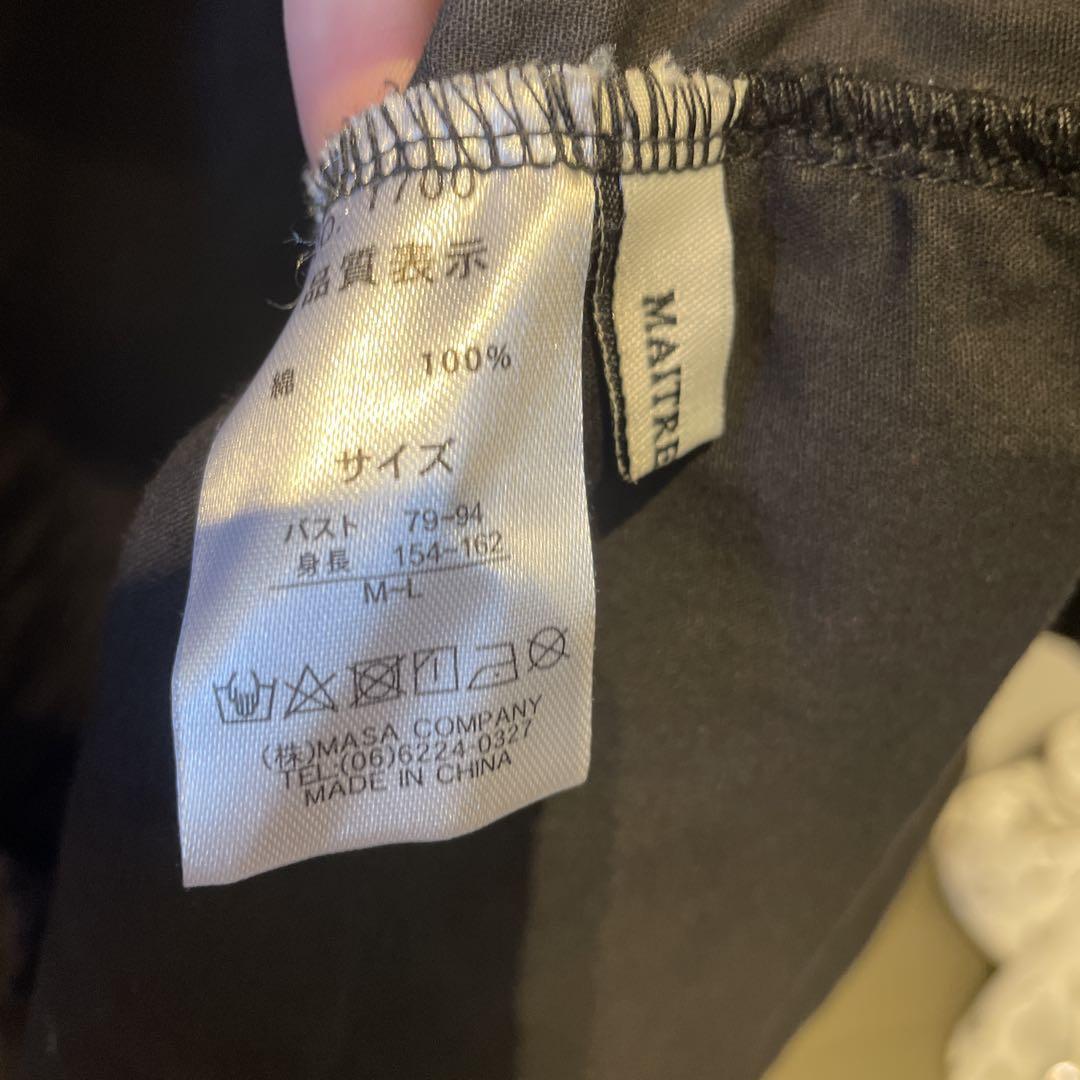 品質表示
綿 100%
サイズ
バスト 79~94
身長 154~162
M~L
(株)MASA COMPANY
TEL.(06)6224-0327
MADE IN CHINA
MAITRE